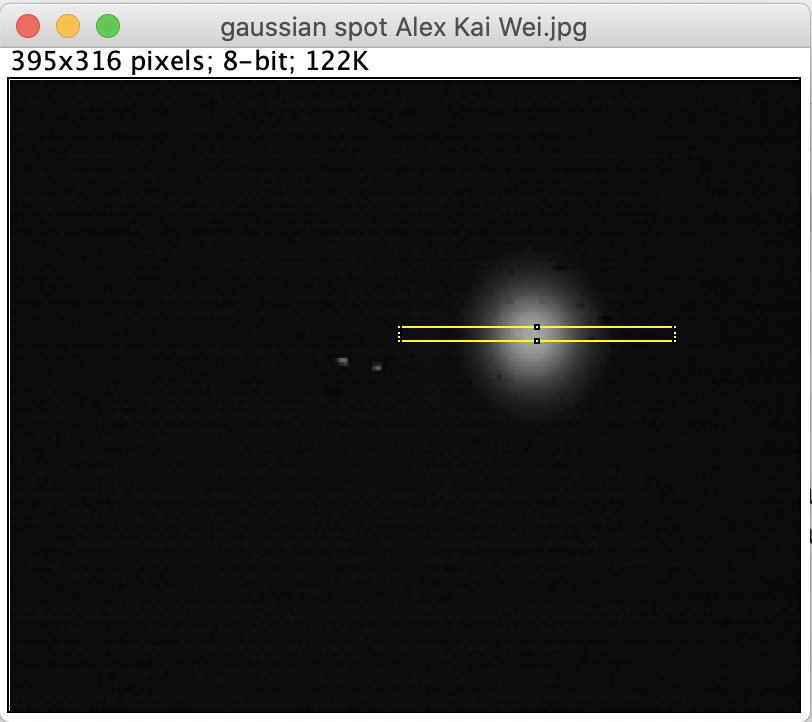 gaussian spot Alex Kai Wei.jpg
395x316 pixels; 8-bit; 122K